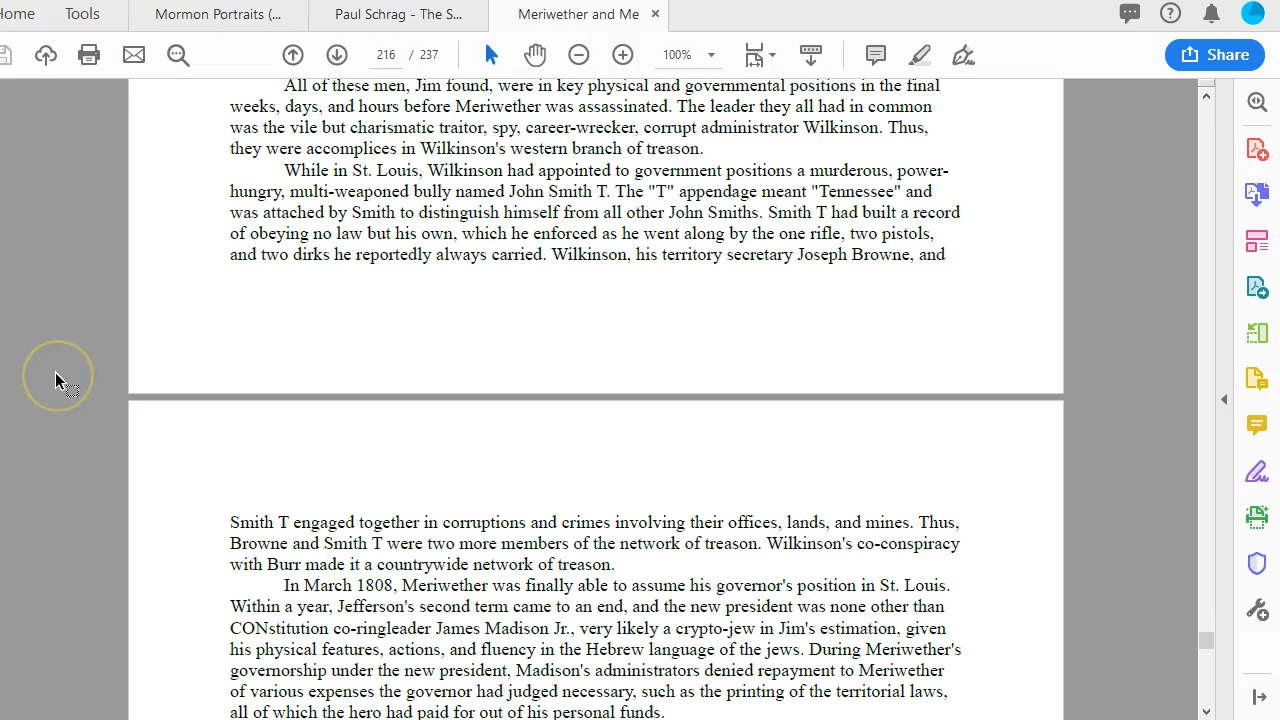 Home
Tools
Mormon Portraits (...
Paul Schrag - The S...
Meriwether and Me
216 / 237
100%
Share
All of these men, Jim found, were in key physical and governmental positions in the final
weeks, days, and hours before Meriwether was assassinated. The leader they all had in common
was the vile but charismatic traitor, spy, career-wrecker, corrupt administrator Wilkinson. Thus,
they were accomplices in Wilkinson's western branch of treason.
While in St. Louis, Wilkinson had appointed to government positions a murderous, power-
hungry, multi-weaponed bully named John Smith T. The "T" appendage meant "Tennessee" and
was attached by Smith to distinguish himself from all other John Smiths. Smith T had built a record
of obeying no law but his own, which he enforced as he went along by the one rifle, two pistols,
and two dirks he reportedly always carried. Wilkinson, his territory secretary Joseph Browne, and
Smith T engaged together in corruptions and crimes involving their offices, lands, and mines. Thus,
Browne and Smith T were two more members of the network of treason. Wilkinson's co-conspiracy
with Burr made it a countrywide network of treason.
In March 1808, Meriwether was finally able to assume his governor's position in St. Louis.
Within a year, Jefferson's second term came to an end, and the new president was none other than
CONstitution co-ringleader James Madison Jr., very likely a crypto-jew in Jim's estimation, given
his physical features, actions, and fluency in the Hebrew language of the jews. During Meriwether's
governorship under the new president, Madison's administrators denied repayment to Meriwether
of various expenses the governor had judged necessary, such as the printing of the territorial laws,
all of which the hero had paid for out of his personal funds.